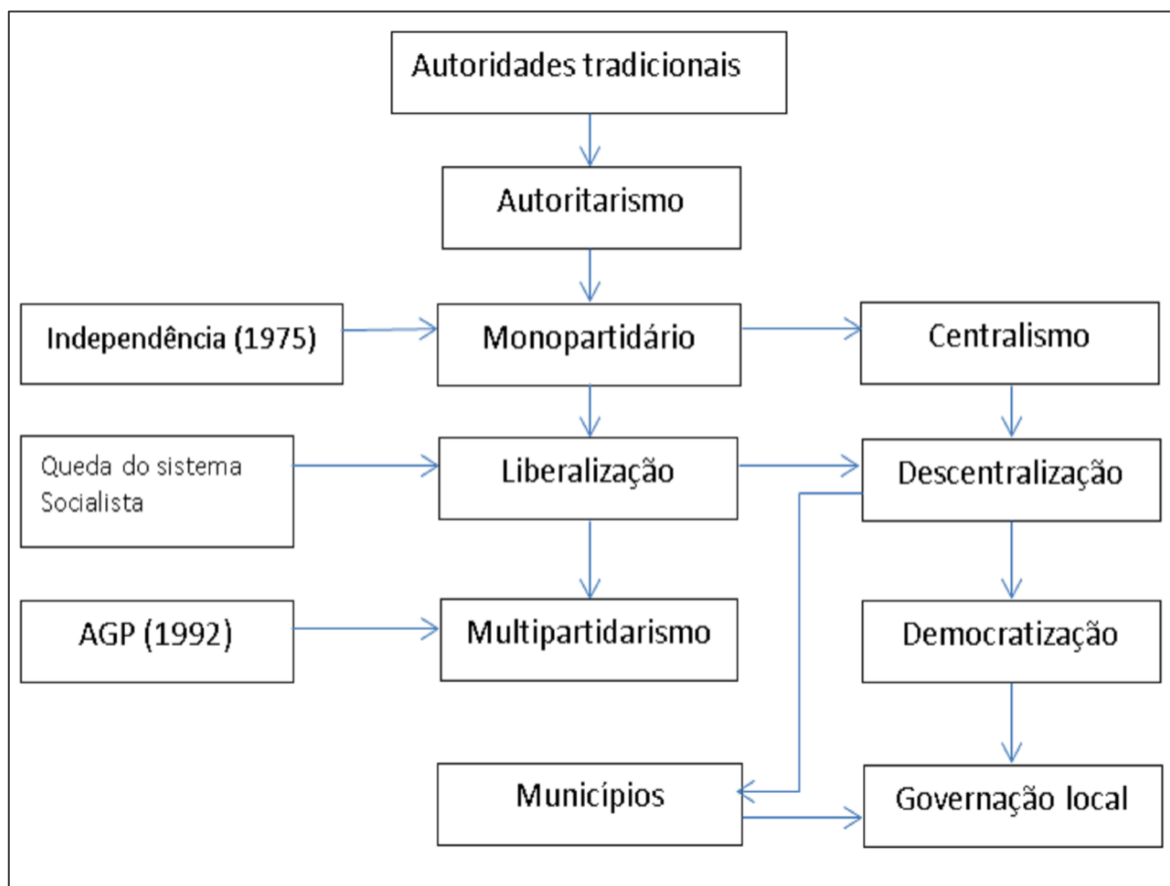 Autoridades tradicionais
Autoritarismo
Independência (1975)
Monopartidário
Centralismo
Queda do sistema
Socialista
Liberalização
Descentralização
AGP (1992)
Multipartidarismo
Democratização
Municípios
Governação local